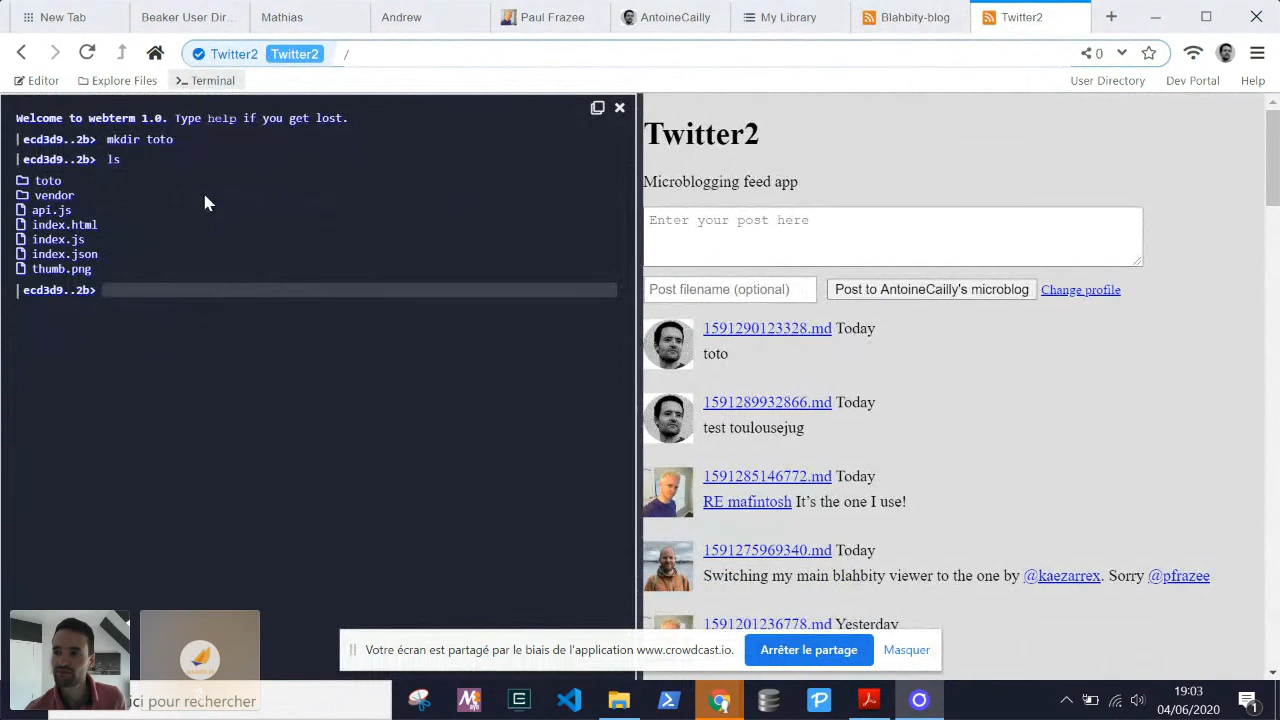 New Tab
Beaker User Dir...
Mathias
Andrew
Paul Frazee
AntoineCailly
My Library
Blahbity-blog
Twitter2
Twitter2 Twitter2 /
0
Editor
Explore Files
Terminal
User Directory
Dev Portal
Help
Welcome to webterm 1.0. Type help if you get lost.
|ecd3d9..2b> mkdir toto
|ecd3d9..2b> ls
toto
vendor
api.js
index.html
index.js
index.json
thumb.png
|ecd3d9..2b>
Twitter2
Microblogging feed app
Enter your post here
Post filename (optional)
Post to AntoineCailly's microblog
Change profile
1591290123328.md Today
toto
1591289932866.md Today
test toulousejug
1591285146772.md Today
RE mafintosh It's the one I use!
1591275969340.md Today
Switching my main blahbity viewer to the one by @kaezarrex. Sorry @pfrazee
1591201236778.md Yesterday
Votre écran est partagé par le biais de l'application www.crowdcast.io.
Arrêter le partage
Masquer
ici pour rechercher
19:03
04/06/2020
1